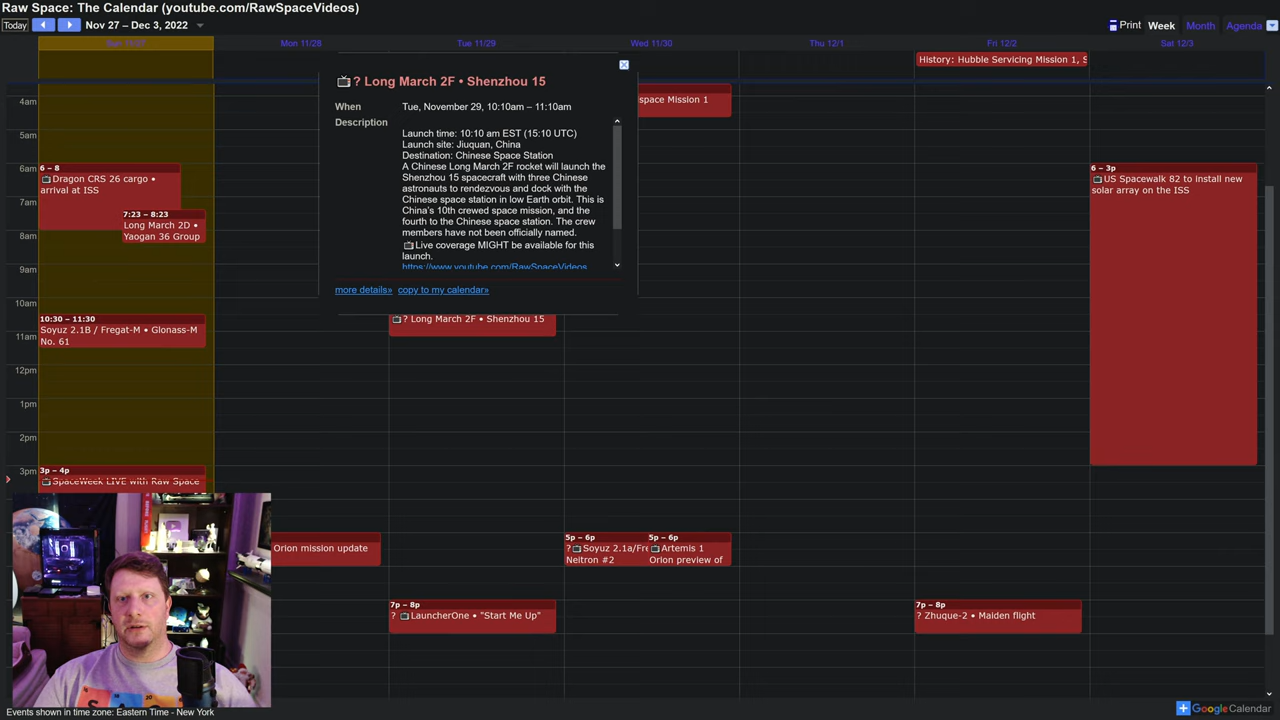 Raw Space: The Calendar (youtube.com/RawSpaceVideos)
Today
Nov 27 – Dec 3, 2022
Print
Week
Month
Agenda
Mon 11/28
Tue 11/29
Wed 11/30
Thu 12/1
Fri 12/2
Sat 12/3
History: Hubble Servicing Mission 1, S
4am
5am
6am
7am
8am
9am
10am
11am
12pm
1pm
2pm
3pm
6 – 8
Dragon CRS 26 cargo •
arrival at ISS
7:23 – 8:23
Long March 2D •
Yaogan 36 Group
10:30 – 11:30
Soyuz 2.1B / Fregat-M • Glonass-M
No. 61
3p – 4p
SpaceWeek LIVE with Raw Space
Orion mission update
? Long March 2F • Shenzhou 15
When
Tue, November 29, 10:10am – 11:10am
Description
Launch time: 10:10 am EST (15:10 UTC)
Launch site: Jiuquan, China
Destination: Chinese Space Station
A Chinese Long March 2F rocket will launch the
Shenzhou 15 spacecraft with three Chinese
astronauts to rendezvous and dock with the
Chinese space station in low Earth orbit. This is
China's 10th crewed space mission, and the
fourth to the Chinese space station. The crew
members have not been officially named.
Live coverage MIGHT be available for this
launch.
https://www.youtube.com/RawSpaceVideos
more details»
copy to my calendar»
? Long March 2F • Shenzhou 15
7p – 8p
? LauncherOne • "Start Me Up"
space Mission 1
5p – 6p
? Soyuz 2.1a/Fre
Neitron #2
5p – 6p
Artemis 1
Orion preview of
7p – 8p
? Zhuque-2 • Maiden flight
6 – 3p
US Spacewalk 82 to install new
solar array on the ISS
Events shown in time zone: Eastern Time - New York
GoogleCalendar